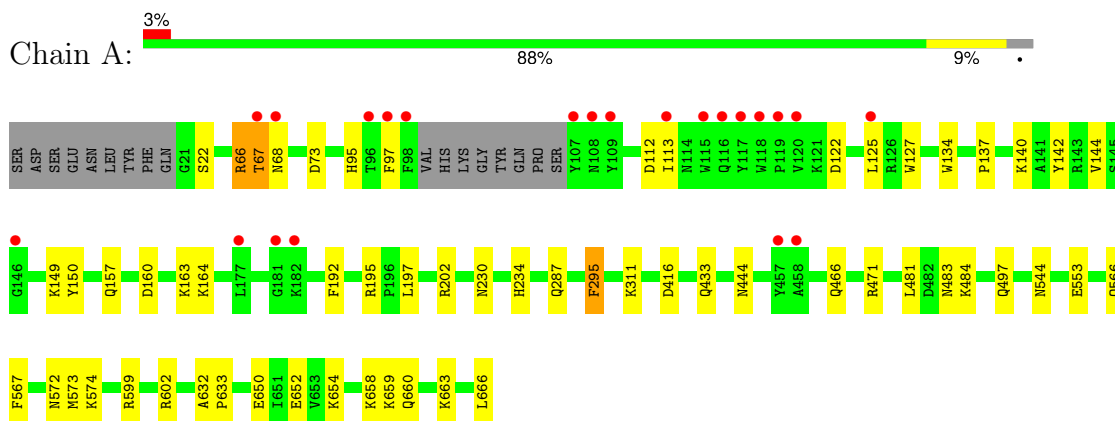 3%
Chain A:
88% 9% •
SER ASP SER GLU ASN LEU TYR PHE GLN G21 S22 R66 T67 N68 D73 H95 T96 F97 F98 VAL HIS LYS GLY TYR GLN PRO SER Y107 N108 Y109 D112 I113 N114 W115 Q116 Y117 W118 P119 V120 K121 D122 L125 R126 W127 W134 P137 K140 A141 Y142 R143 V144 S145
G146 K149 Y150 Q157 D160 K163 K164 L177 G181 K182 F192 R195 P196 L197 R202 N230 H234 Q287 F295 K311 D416 Q433 N444 Y457 A458 Q466 R471 L481 D482 N483 K484 Q497 N544 E553
F567 N572 M573 K574 R599 R602 A632 P633 E650 I651 E652 V653 K654 K658 K659 Q660 K663 L666